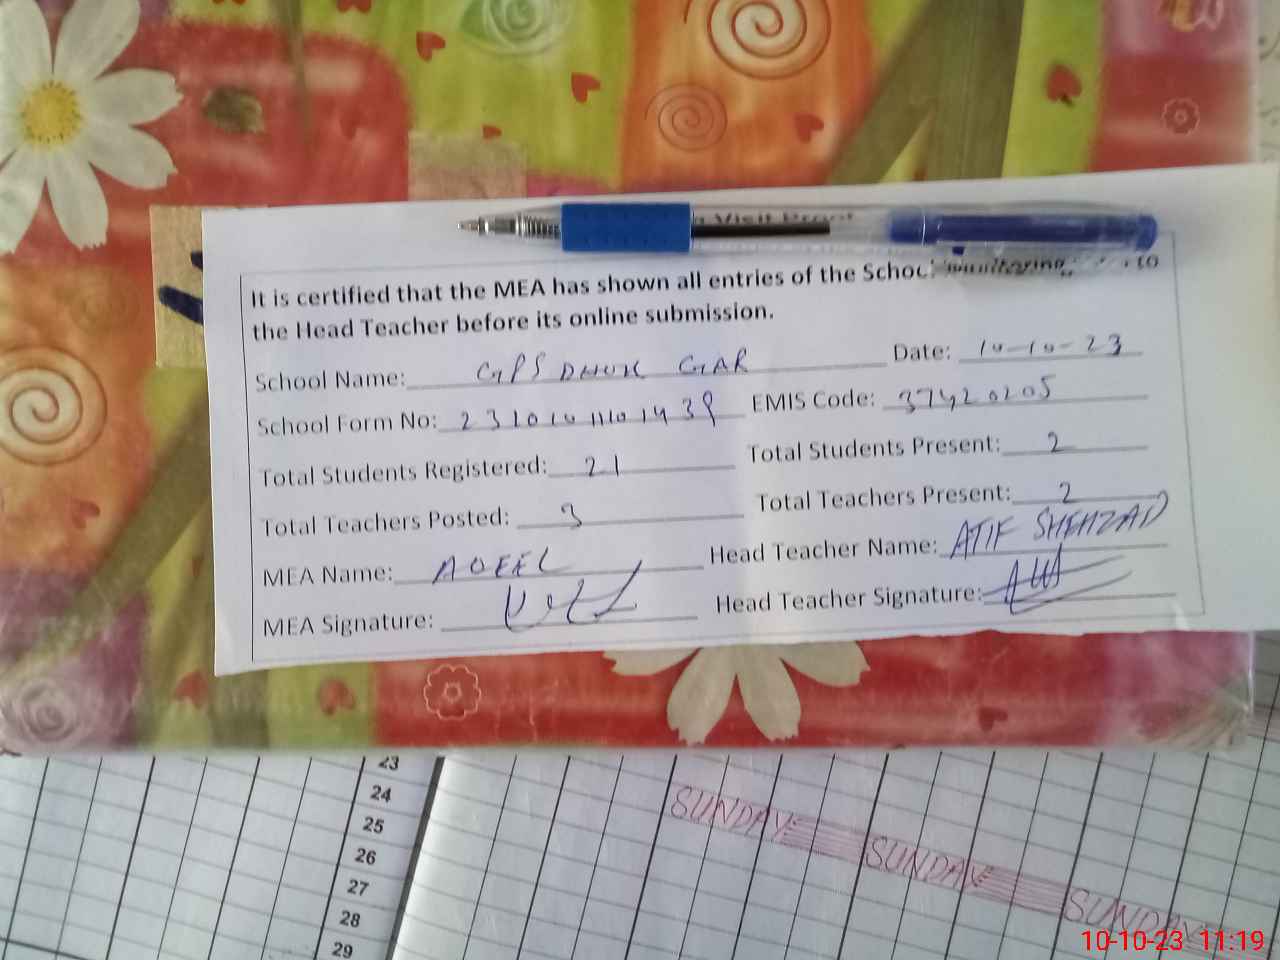 Visit Proof
It is certified that the MEA has shown all entries of the School Monitoring to
the Head Teacher before its online submission.
School Name: GPS DHOK GAR Date: 10-10-23
School Form No: EMIS Code: 37420205
Total Students Registered: 21 Total Students Present: 2
Total Teachers Posted: 3 Total Teachers Present: 2
MEA Name: AQEEL Head Teacher Name: ATIF SHEHZAD
MEA Signature: Head Teacher Signature:
23
24
25
26
27
28
29
SUNDAY SUNDAY SUNDAY
10-10-23 11:19